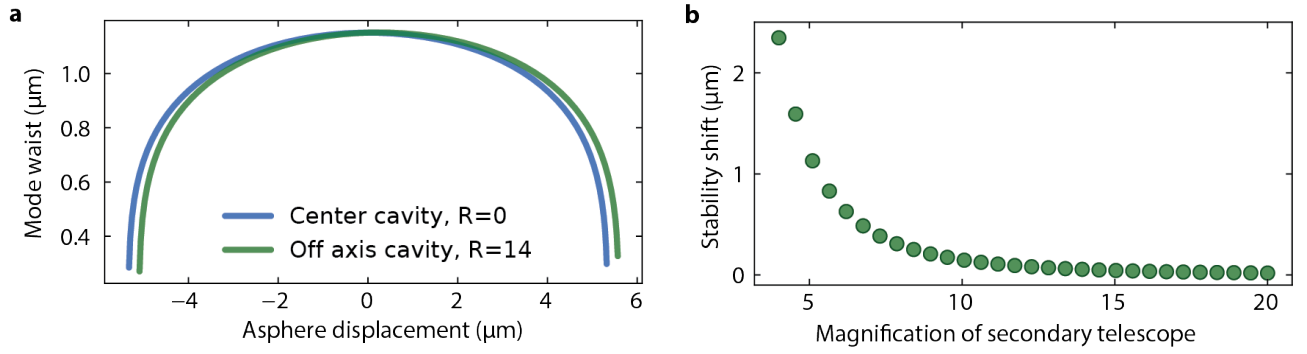 a
Mode waist (μm)
1.0
0.8
0.6
0.4
Center cavity, R=0
Off axis cavity, R=14
−4
−2
0
2
4
6
Asphere displacement (μm)
b
Stability shift (μm)
2
1
0
5
10
15
20
Magnification of secondary telescope